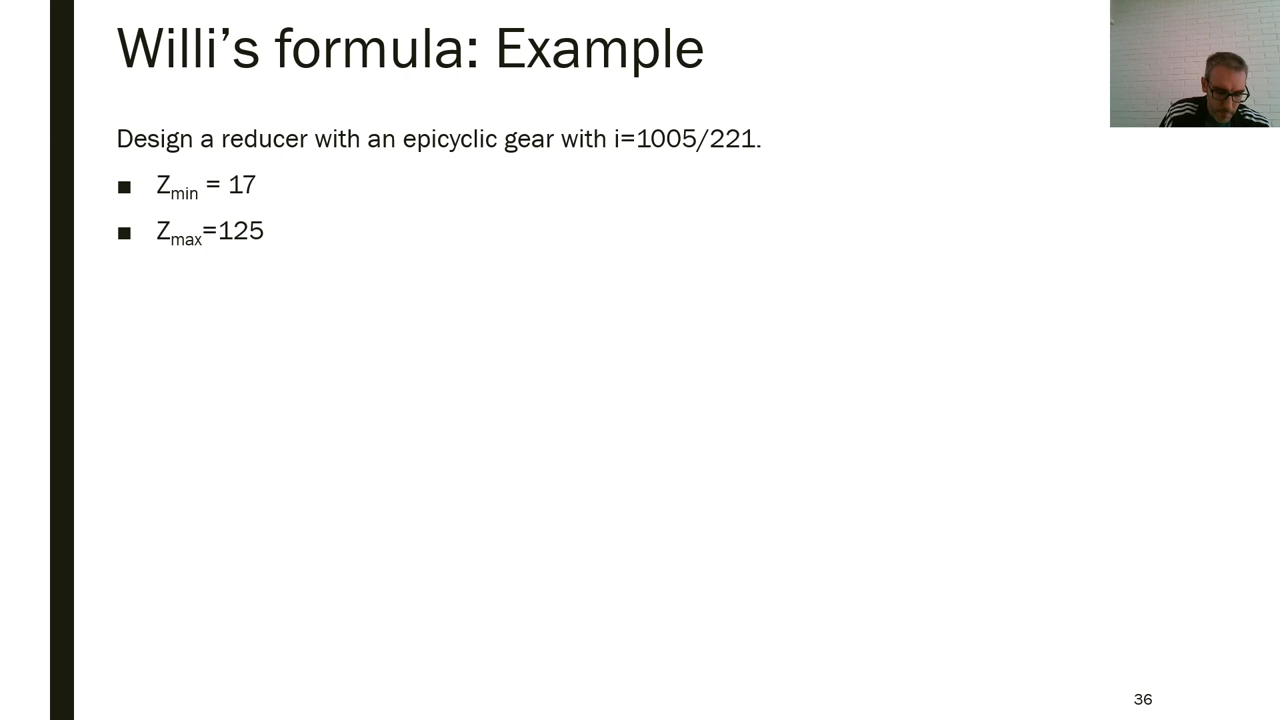 Willi’s formula: Example
Design a reducer with an epicyclic gear with i=1005/221.
■ Zmin = 17
■ Zmax=125
36